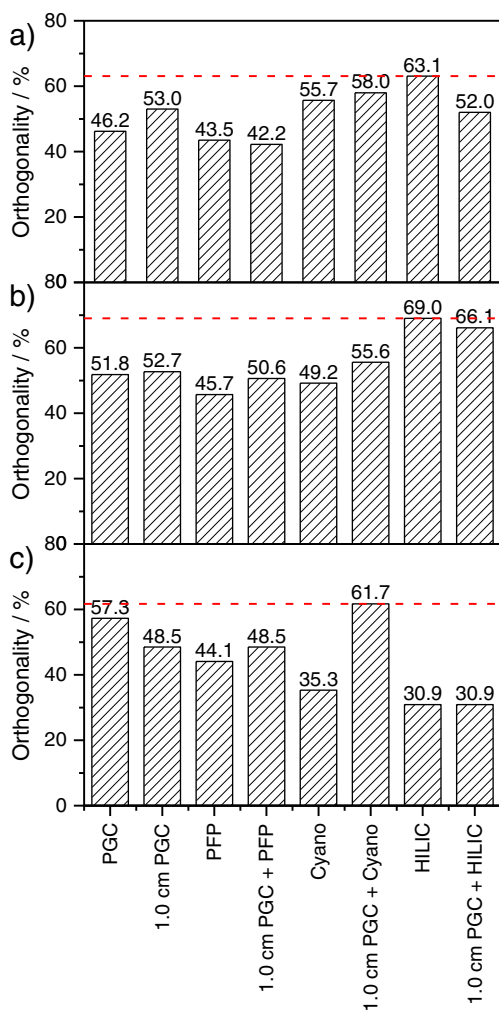 a)
Orthogonality / %
80
60
40
20
0
46.2
53.0
43.5
42.2
55.7
58.0
63.1
52.0
b)
Orthogonality / %
80
60
40
20
0
51.8
52.7
45.7
50.6
49.2
55.6
69.0
66.1
c)
Orthogonality / %
80
60
40
20
0
57.3
48.5
44.1
48.5
35.3
61.7
30.9
30.9
PGC
1.0 cm PGC
PFP
1.0 cm PGC + PFP
Cyano
1.0 cm PGC + Cyano
HILIC
1.0 cm PGC + HILIC